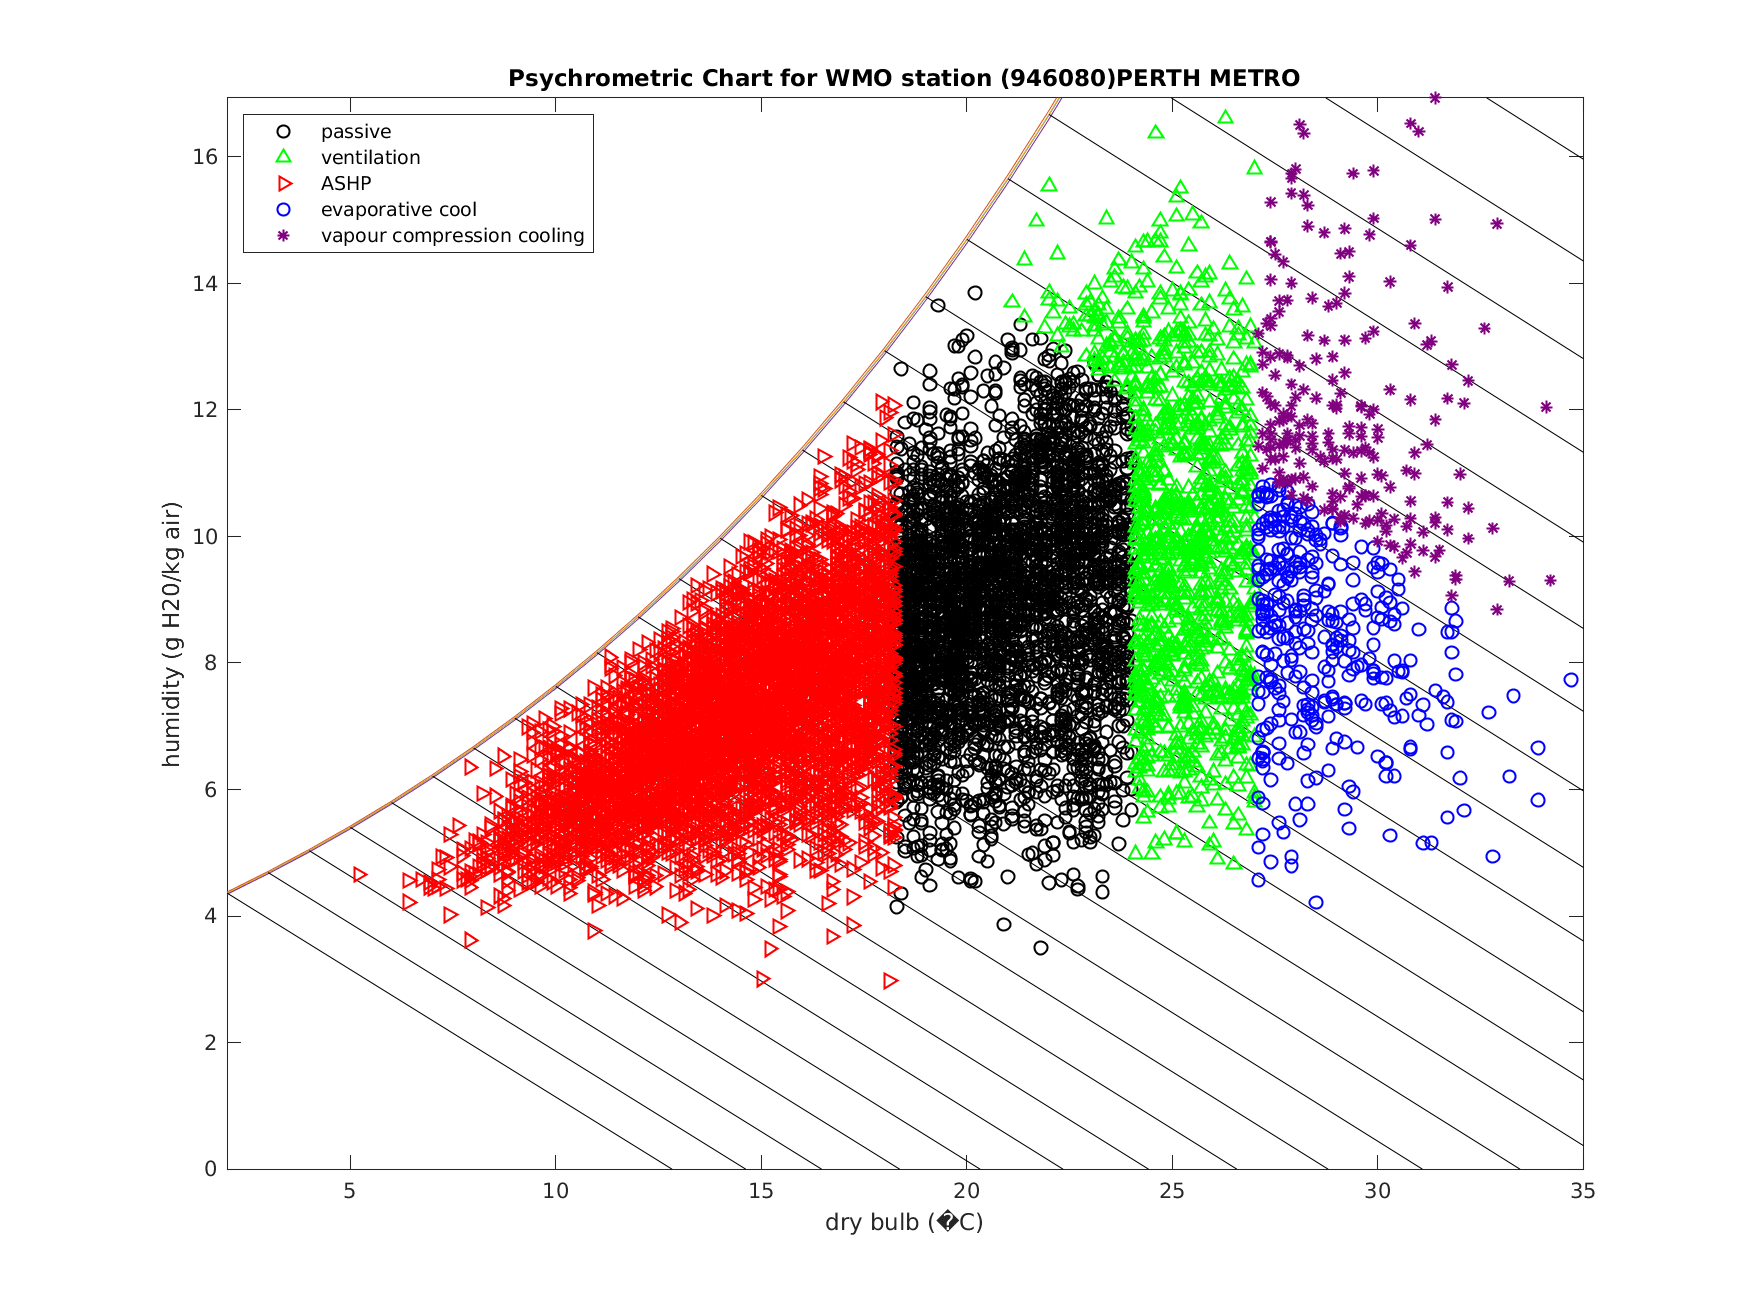 Psychrometric Chart for WMO station (946080)PERTH METRO
passive
ventilation
ASHP
evaporative cool
vapour compression cooling
humidity (g H20/kg air)
16
14
12
10
8
6
4
2
0
5 10 15 20 25 30 35
dry bulb (�C)